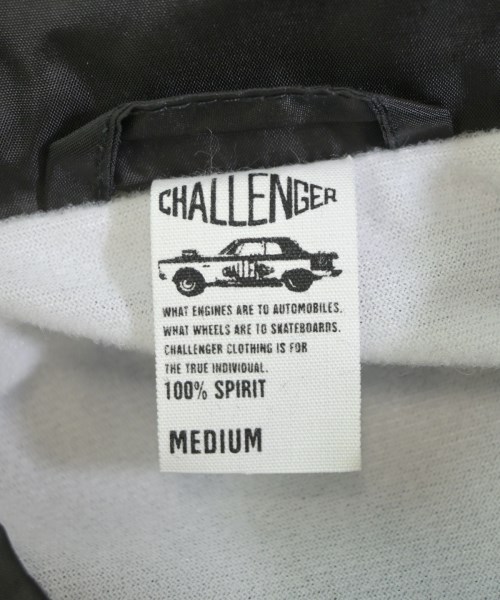 CHALLENGER
WHAT ENGINES ARE TO AUTOMOBILES.
WHAT WHEELS ARE TO SKATEBOARDS.
CHALLENGER CLOTHING IS FOR
THE TRUE INDIVIDUAL.
100% SPIRIT
MEDIUM